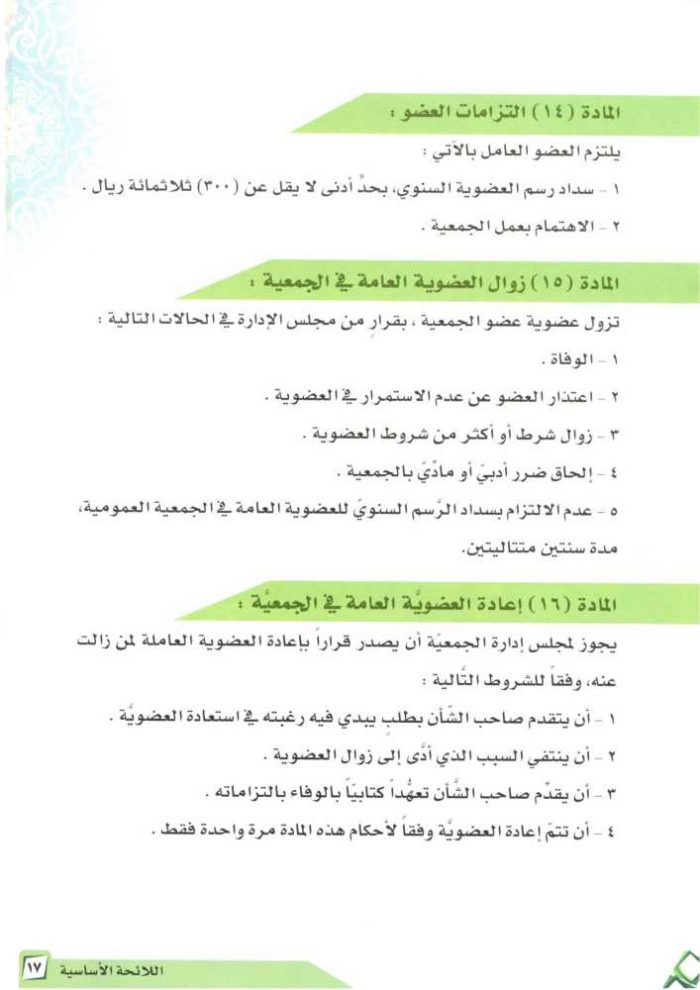 المادة (١٤) التزامات العضو :
يلتزم العضو العامل بالآتي :
١ - سداد رسم العضوية السنوي، بحدٍّ أدنى لا يقل عن (٣٠٠) ثلاثمائة ريال .
٢ - الاهتمام بعمل الجمعية .
المادة (١٥) زوال العضوية العامة في الجمعية :
تزول عضوية عضو الجمعية ، بقرارٍ من مجلس الإدارة في الحالات التالية :
١ - الوفاة .
٢ - اعتذار العضو عن عدم الاستمرار في العضوية .
٣ - زوال شرط أو أكثر من شروط العضوية .
٤ - إلحاق ضرر أدبيّ أو مادّيّ بالجمعية .
٥ - عدم الالتزام بسداد الرَّسم السنويّ للعضوية العامة في الجمعية العمومية،
مدة سنتين متتاليتين.
المادة (١٦) إعادة العضويَّة العامة في الجمعيَّة :
يجوز لمجلس إدارة الجمعيّة أن يصدر قراراً بإعادة العضوية العاملة لمن زالت
عنه، وفقاً للشروط التَّالية :
١ - أن يتقدم صاحب الشّأن بطلبٍ يبدي فيه رغبته في استعادة العضويَّة .
٢ - أن ينتفي السبب الذي أدَّى إلى زوال العضوية .
٣ - أن يقدّم صاحب الشَّأن تعهُّداً كتابيّاً بالوفاء بالتزاماته .
٤ - أن تتمّ إعادة العضويَّة وفقاً لأحكام هذه المادة مرة واحدة فقط .
اللائحة الأساسية ١٧